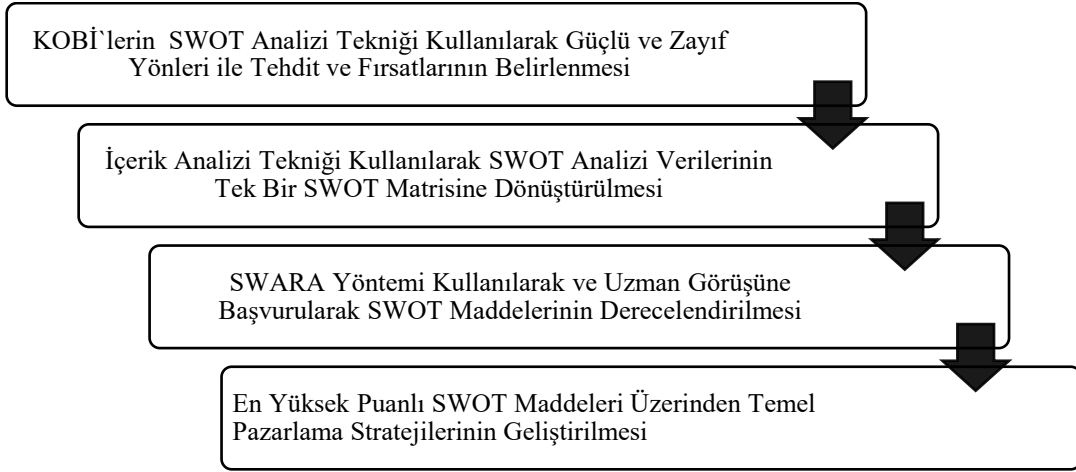 KOBİ`lerin SWOT Analizi Tekniği Kullanılarak Güçlü ve Zayıf
Yönleri ile Tehdit ve Fırsatlarının Belirlenmesi
İçerik Analizi Tekniği Kullanılarak SWOT Analizi Verilerinin
Tek Bir SWOT Matrisine Dönüştürülmesi
SWARA Yöntemi Kullanılarak ve Uzman Görüşüne
Başvurularak SWOT Maddelerinin Derecelendirilmesi
En Yüksek Puanlı SWOT Maddeleri Üzerinden Temel
Pazarlama Stratejilerinin Geliştirilmesi